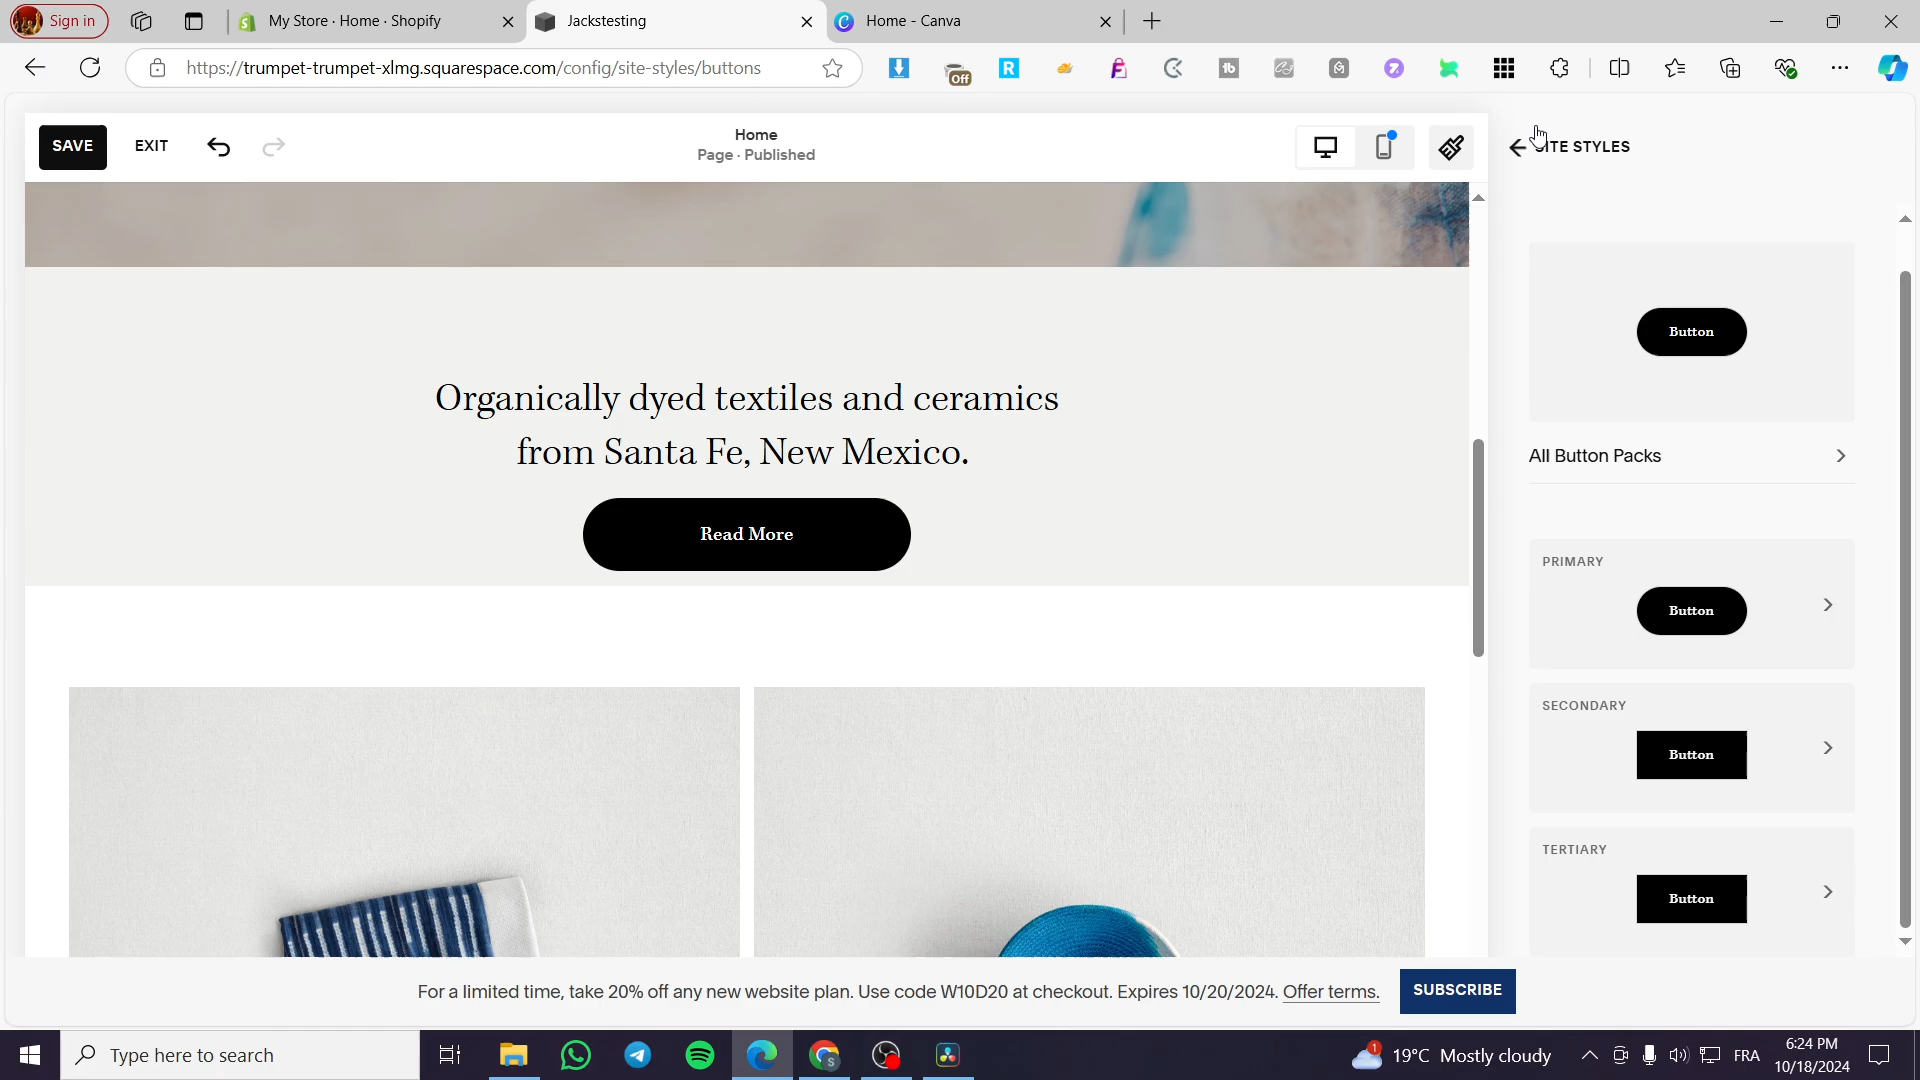 Sign in
My Store · Home · Shopify
Jackstesting
Home - Canva
https://trumpet-trumpet-xlmg.squarespace.com/config/site-styles/buttons
Off
SAVE
EXIT
Home
Page · Published
SITE STYLES
Organically dyed textiles and ceramics
from Santa Fe, New Mexico.
Read More
Button
All Button Packs
PRIMARY
Button
SECONDARY
Button
TERTIARY
Button
For a limited time, take 20% off any new website plan. Use code W10D20 at checkout. Expires 10/20/2024. Offer terms.
SUBSCRIBE
Type here to search
1
19°C Mostly cloudy
FRA
6:24 PM
10/18/2024